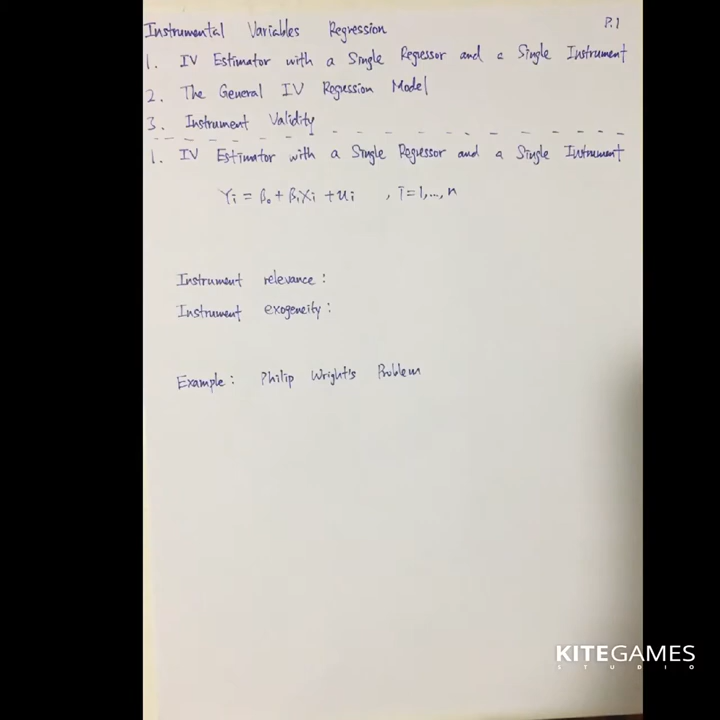 Instrumental Variables Regression P.1
1. IV Estimator with a Single Regressor and a Single Instrument
2. The General IV Regression Model
3. Instrument Validity
1. IV Estimator with a Single Regressor and a Single Intrument
Yi = β₀ + β₁Xi + ui , i=1,...,n
Instrument relevance :
Instrument exogeneity :
Example : Philip Wright's Problem
KITEGAMES
STUDIO